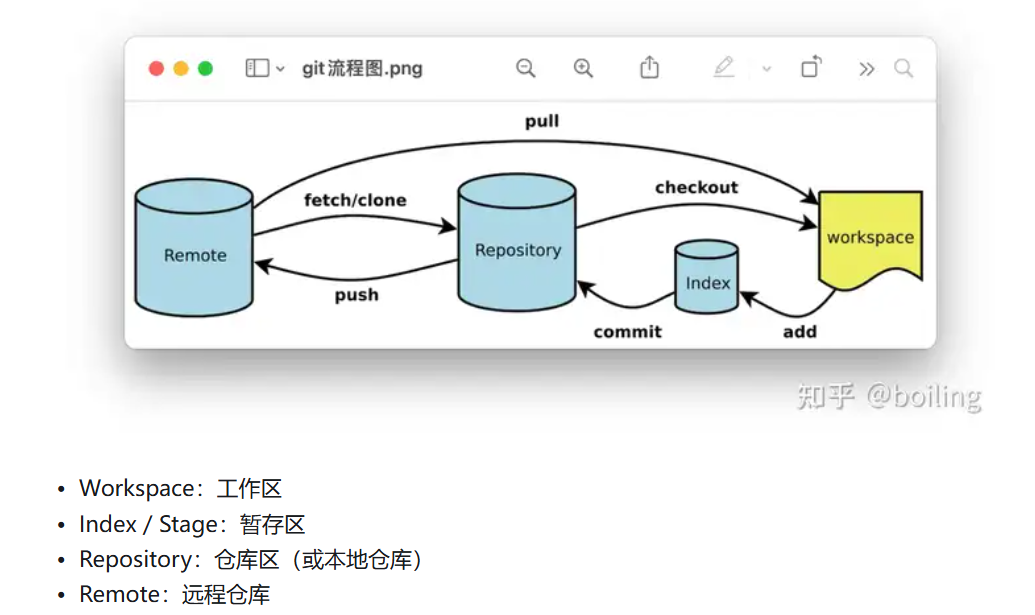 git流程图.png
pull
fetch/clone
checkout
Remote
Repository
workspace
Index
push
commit
add
知乎 @boiling
• Workspace：工作区
• Index / Stage：暂存区
• Repository：仓库区（或本地仓库）
• Remote：远程仓库